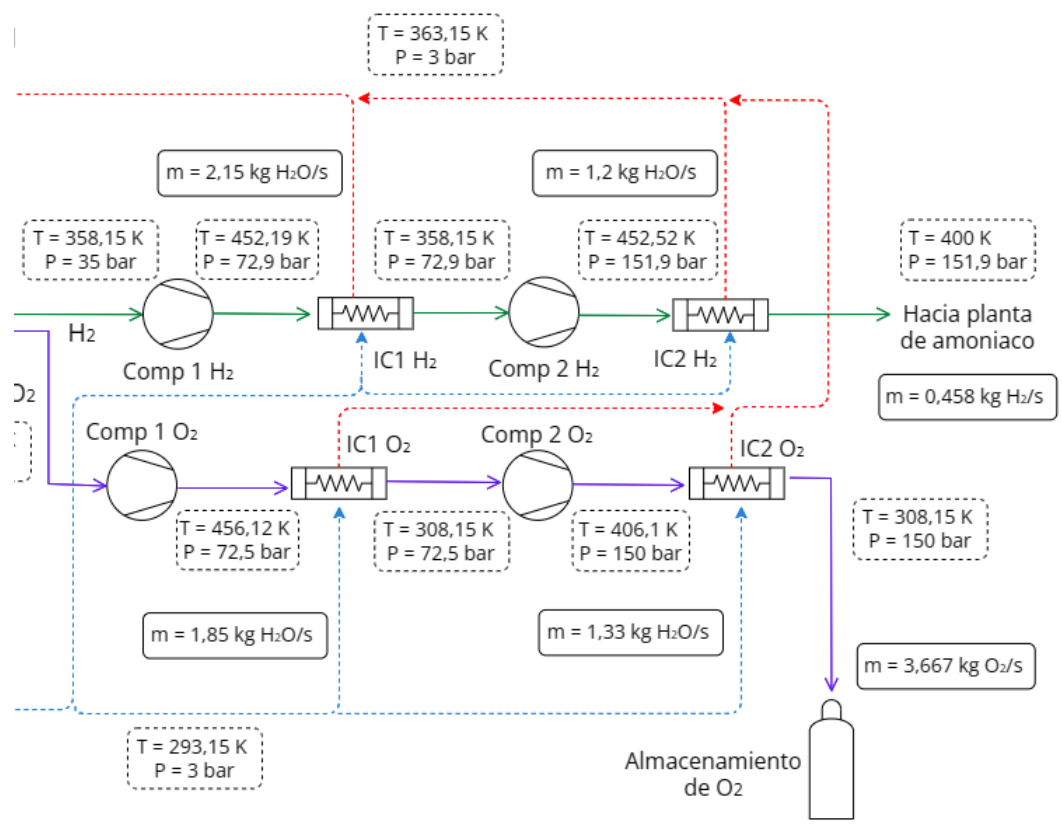 T = 363,15 K
P = 3 bar
m = 2,15 kg H₂O/s
m = 1,2 kg H₂O/s
T = 358,15 K
P = 35 bar
T = 452,19 K
P = 72,9 bar
T = 358,15 K
P = 72,9 bar
T = 452,52 K
P = 151,9 bar
T = 400 K
P = 151,9 bar
H₂
Comp 1 H₂
IC1 H₂
Comp 2 H₂
IC2 H₂
Hacia planta
de amoniaco
m = 0,458 kg H₂/s
O₂
Comp 1 O₂
IC1 O₂
Comp 2 O₂
IC2 O₂
T = 456,12 K
P = 72,5 bar
T = 308,15 K
P = 72,5 bar
T = 406,1 K
P = 150 bar
T = 308,15 K
P = 150 bar
m = 1,85 kg H₂O/s
m = 1,33 kg H₂O/s
m = 3,667 kg O₂/s
T = 293,15 K
P = 3 bar
Almacenamiento
de O₂